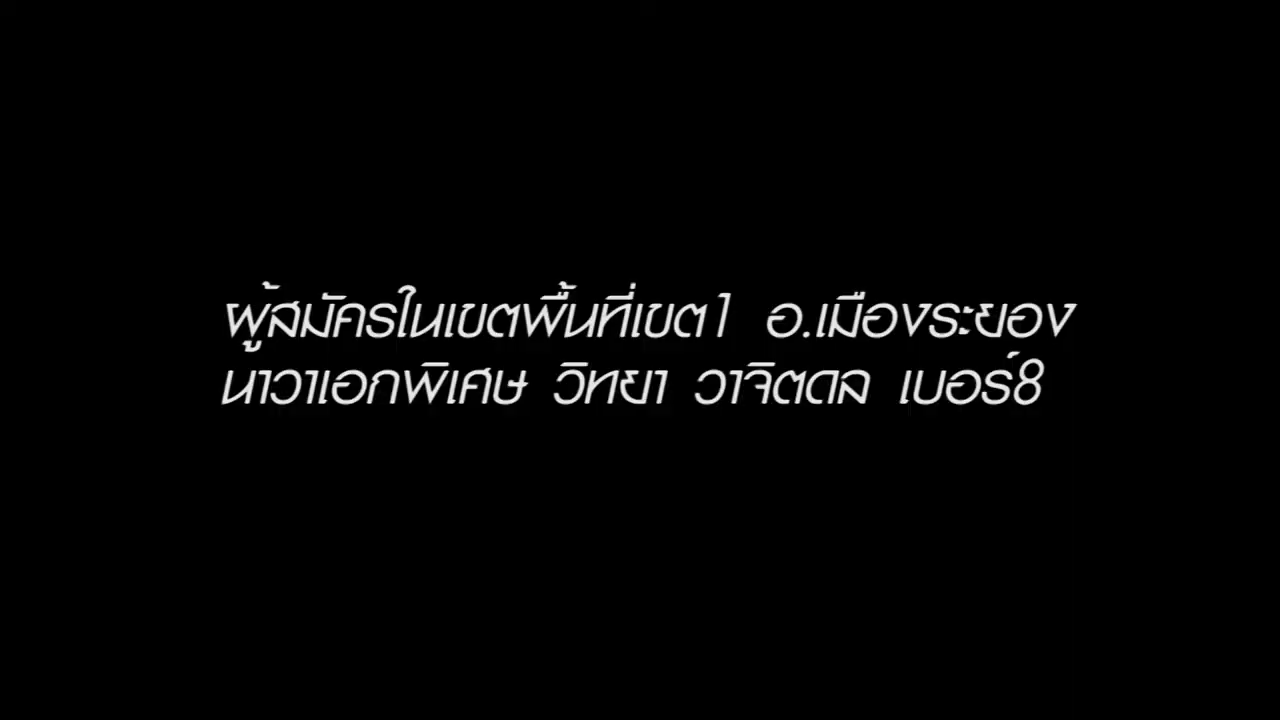 ผู้สมัครในเขตพื้นที่เขต1 อ.เมืองระยอง
นาวาเอกพิเศษ วิทยา วาจิตดล เบอร์8